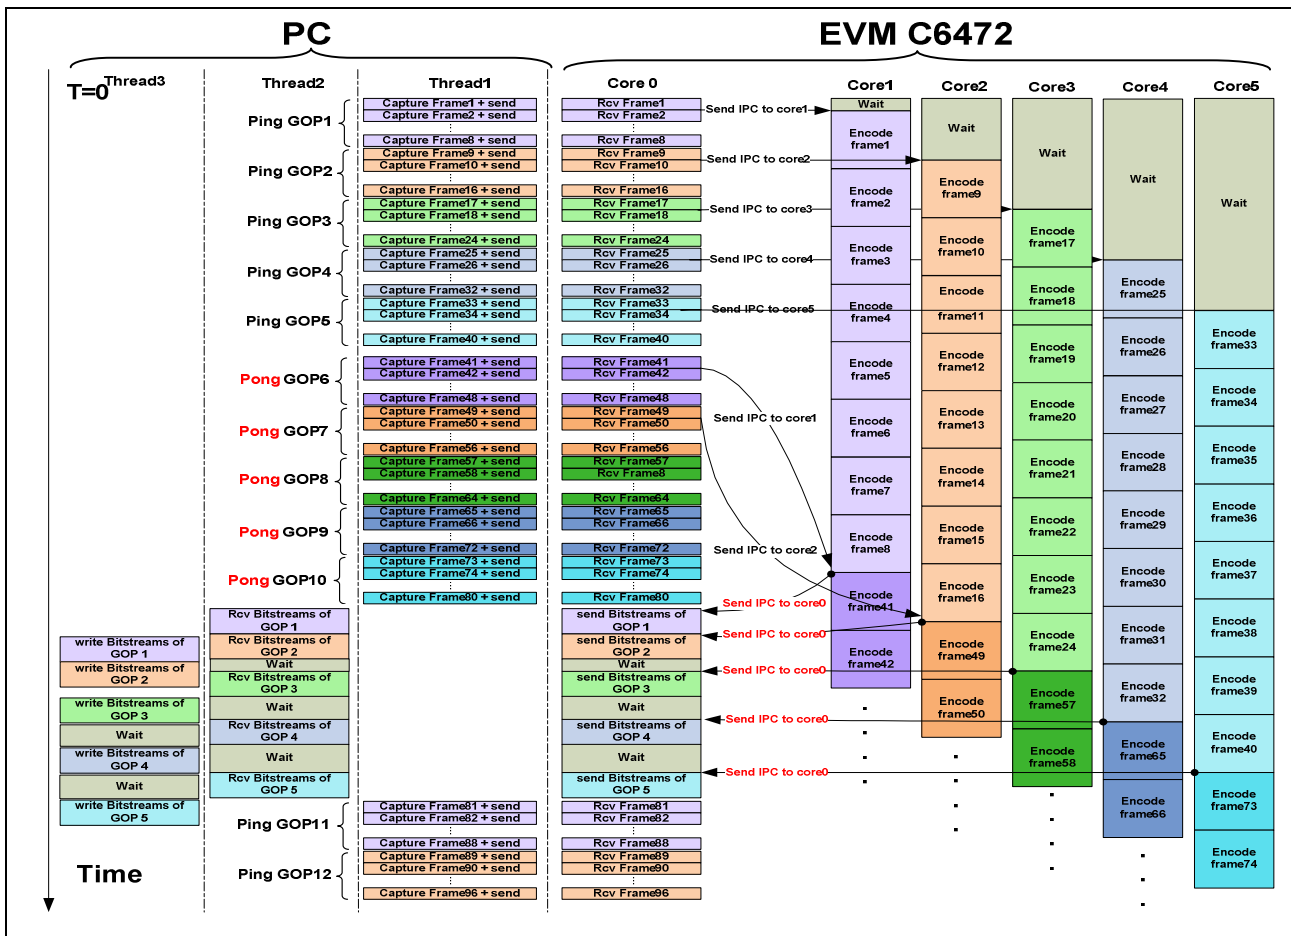 PC
EVM C6472
T=0
Thread3
Thread2
Thread1
Core 0
Core1
Core2
Core3
Core4
Core5
Ping GOP1
Ping GOP2
Ping GOP3
Ping GOP4
Ping GOP5
Pong GOP6
Pong GOP7
Pong GOP8
Pong GOP9
Pong GOP10
Rcv Bitstreams of
GOP 1
Rcv Bitstreams of
GOP 2
Wait
Rcv Bitstreams of
GOP 3
Wait
Rcv Bitstreams of
GOP 4
Wait
Rcv Bitstreams of
GOP 5
Ping GOP11
Ping GOP12
write Bitstreams of
GOP 1
write Bitstreams of
GOP 2
write Bitstreams of
GOP 3
Wait
write Bitstreams of
GOP 4
Wait
write Bitstreams of
GOP 5
Time
Capture Frame1 + send
Capture Frame2 + send
Capture Frame8 + send
Capture Frame9 + send
Capture Frame10 + send
Capture Frame16 + send
Capture Frame17 + send
Capture Frame18 + send
Capture Frame24 + send
Capture Frame25 + send
Capture Frame26 + send
Capture Frame32 + send
Capture Frame33 + send
Capture Frame34 + send
Capture Frame40 + send
Capture Frame41 + send
Capture Frame42 + send
Capture Frame48 + send
Capture Frame49 + send
Capture Frame50 + send
Capture Frame56 + send
Capture Frame57 + send
Capture Frame58 + send
Capture Frame64 + send
Capture Frame65 + send
Capture Frame66 + send
Capture Frame72 + send
Capture Frame73 + send
Capture Frame74 + send
Capture Frame80 + send
Capture Frame81 + send
Capture Frame82 + send
Capture Frame88 + send
Capture Frame89 + send
Capture Frame90 + send
Capture Frame96 + send
Rcv Frame1
Rcv Frame2
Rcv Frame8
Rcv Frame9
Rcv Frame10
Rcv Frame16
Rcv Frame17
Rcv Frame18
Rcv Frame24
Rcv Frame25
Rcv Frame26
Rcv Frame32
Rcv Frame33
Rcv Frame34
Rcv Frame40
Rcv Frame41
Rcv Frame42
Rcv Frame48
Rcv Frame49
Rcv Frame50
Rcv Frame56
Rcv Frame57
Rcv Frame8
Rcv Frame64
Rcv Frame65
Rcv Frame66
Rcv Frame72
Rcv Frame73
Rcv Frame74
Rcv Frame80
send Bitstreams of
GOP 1
send Bitstreams of
GOP 2
Wait
send Bitstreams of
GOP 3
Wait
send Bitstreams of
GOP 4
Wait
send Bitstreams of
GOP 5
Rcv Frame81
Rcv Frame82
Rcv Frame88
Rcv Frame89
Rcv Frame90
Rcv Frame96
Send IPC to core1
Send IPC to core2
Send IPC to core3
Send IPC to core4
Send IPC to core5
Send IPC to core1
Send IPC to core2
Send IPC to core0
Send IPC to core0
Send IPC to core0
Send IPC to core0
Send IPC to core0
Wait
Encode
frame1
Encode
frame2
Encode
frame3
Encode
frame4
Encode
frame5
Encode
frame6
Encode
frame7
Encode
frame8
Encode
frame41
Encode
frame42
Wait
Encode
frame9
Encode
frame10
Encode
frame11
Encode
frame12
Encode
frame13
Encode
frame14
Encode
frame15
Encode
frame16
Encode
frame49
Encode
frame50
Wait
Encode
frame17
Encode
frame18
Encode
frame19
Encode
frame20
Encode
frame21
Encode
frame22
Encode
frame23
Encode
frame24
Encode
frame57
Encode
frame58
Wait
Encode
frame25
Encode
frame26
Encode
frame27
Encode
frame28
Encode
frame29
Encode
frame30
Encode
frame31
Encode
frame32
Encode
frame65
Encode
frame66
Wait
Encode
frame33
Encode
frame34
Encode
frame35
Encode
frame36
Encode
frame37
Encode
frame38
Encode
frame39
Encode
frame40
Encode
frame73
Encode
frame74